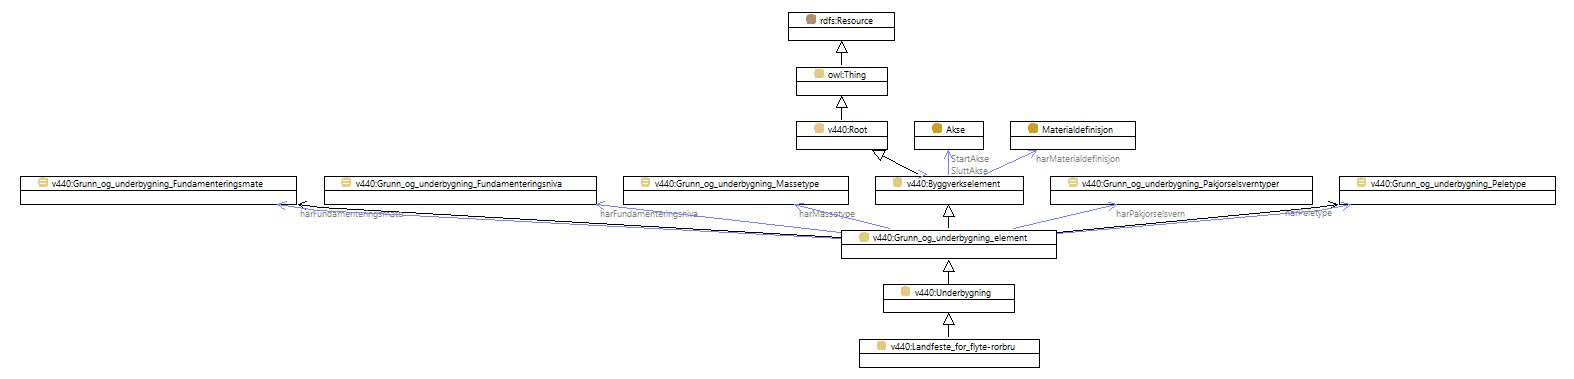 rdfs:Resource
owl:Thing
v440:Root
Akse
Materialdefinisjon
StartAkse
SluttAkse
harMaterialdefinisjon
v440:Grunn_og_underbygning_Fundamenteringsmate
v440:Grunn_og_underbygning_Fundamenteringsniva
v440:Grunn_og_underbygning_Massetype
v440:Byggverkselement
v440:Grunn_og_underbygning_Pakjorselsverntyper
v440:Grunn_og_underbygning_Peletype
harFundamenteringsmate
harFundamenteringsniva
harMassetype
harPakjorselsvern
harPeletype
v440:Grunn_og_underbygning_element
v440:Underbygning
v440:Landfeste_for_flyte-rorbru